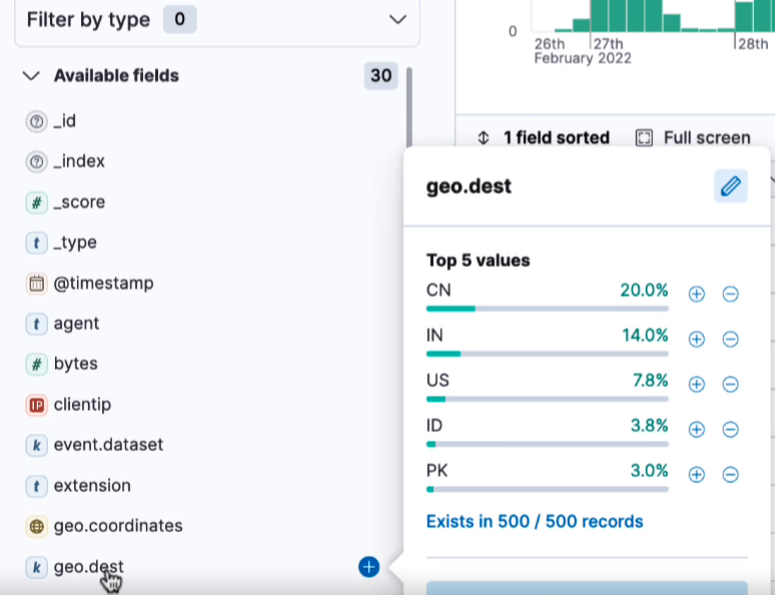 Filter by type 0
Available fields 30
_id
_index
# _score
t _type
@timestamp
t agent
# bytes
IP clientip
k event.dataset
t extension
geo.coordinates
k geo.dest
0
26th 27th 28th
February 2022
1 field sorted Full screen
geo.dest
Top 5 values
CN 20.0%
IN 14.0%
US 7.8%
ID 3.8%
PK 3.0%
Exists in 500 / 500 records